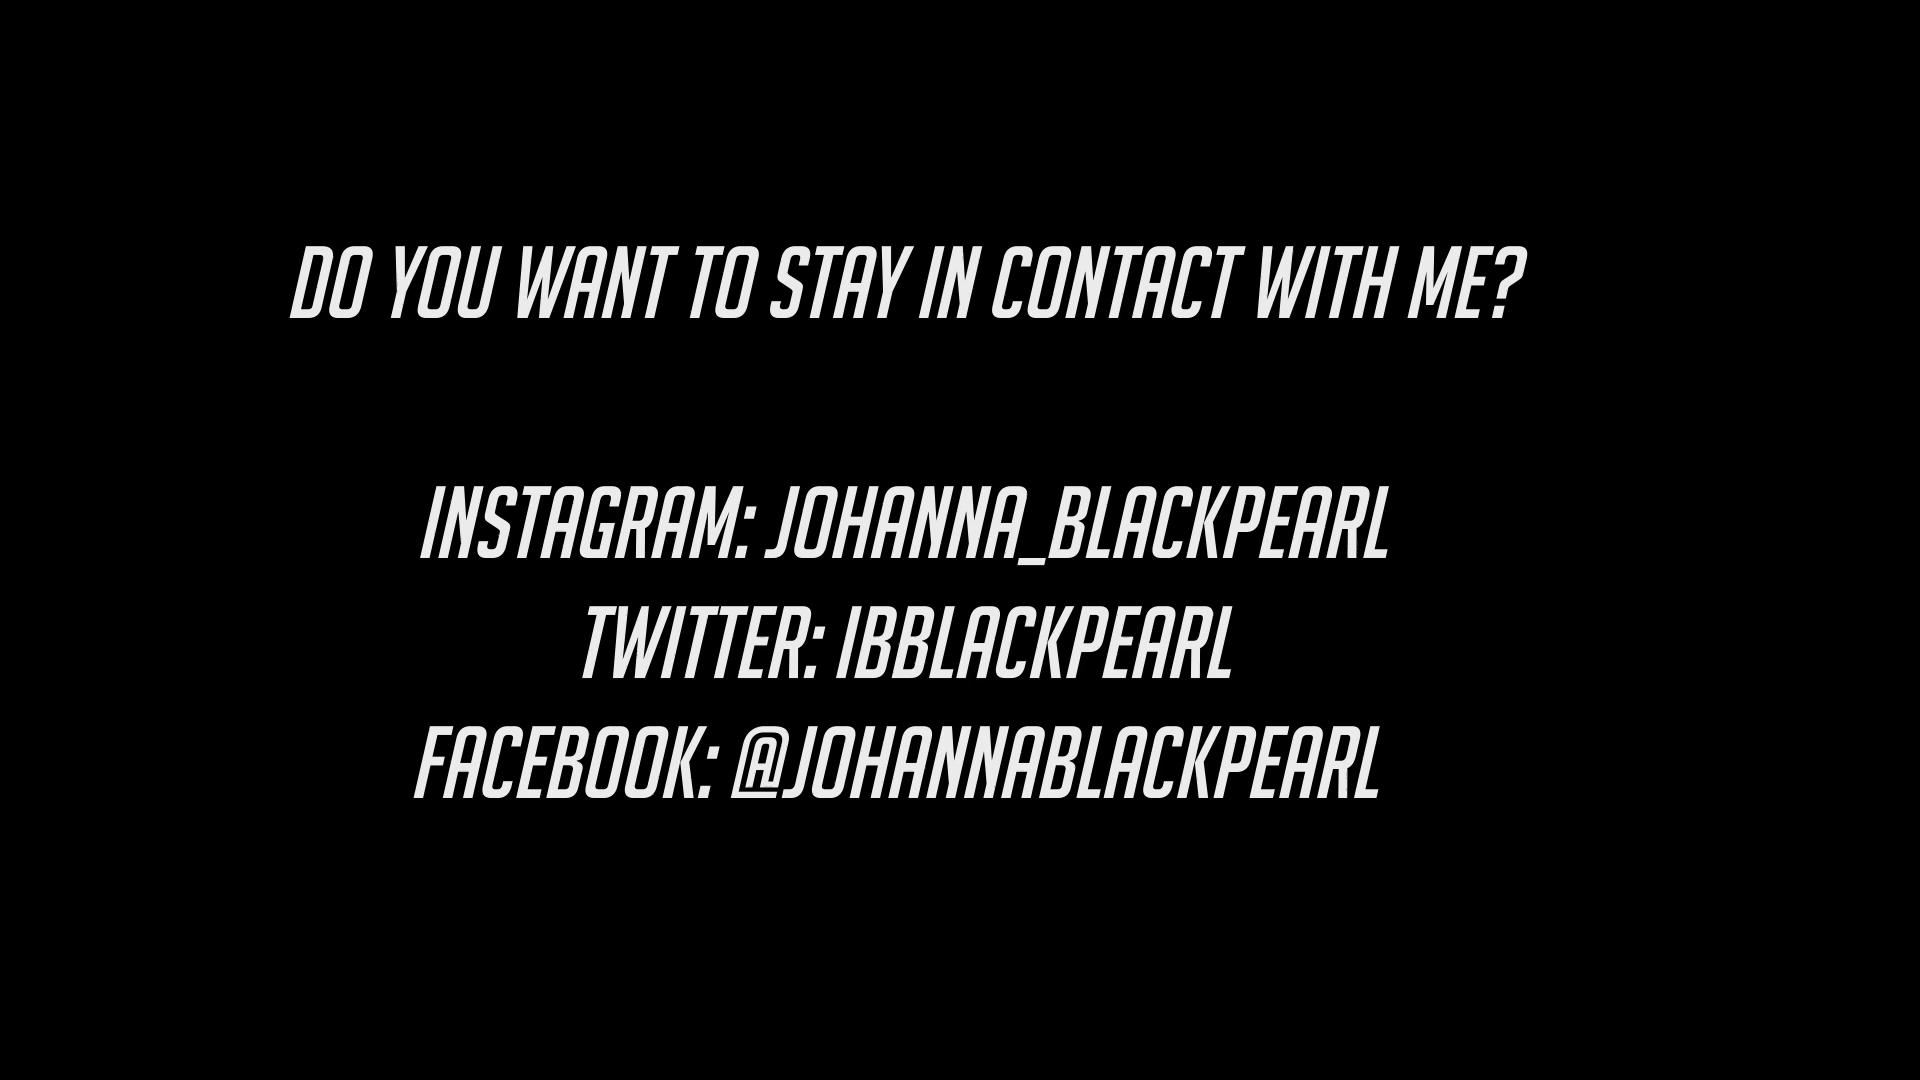 DO YOU WANT TO STAY IN CONTACT WITH ME?
INSTAGRAM: JOHANNA_BLACKPEARL
TWITTER: IBBLACKPEARL
FACEBOOK: @JOHANNABLACKPEARL